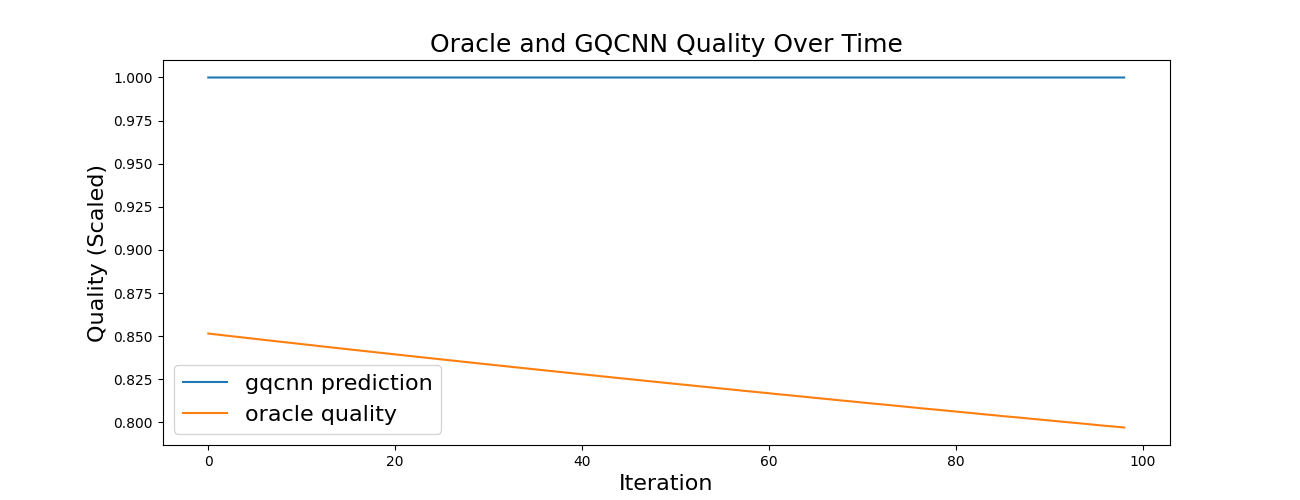 Oracle and GQCNN Quality Over Time
Quality (Scaled)
1.000
0.975
0.950
0.925
0.900
0.875
0.850
0.825
0.800
gqcnn prediction
oracle quality
0 20 40 60 80 100
Iteration